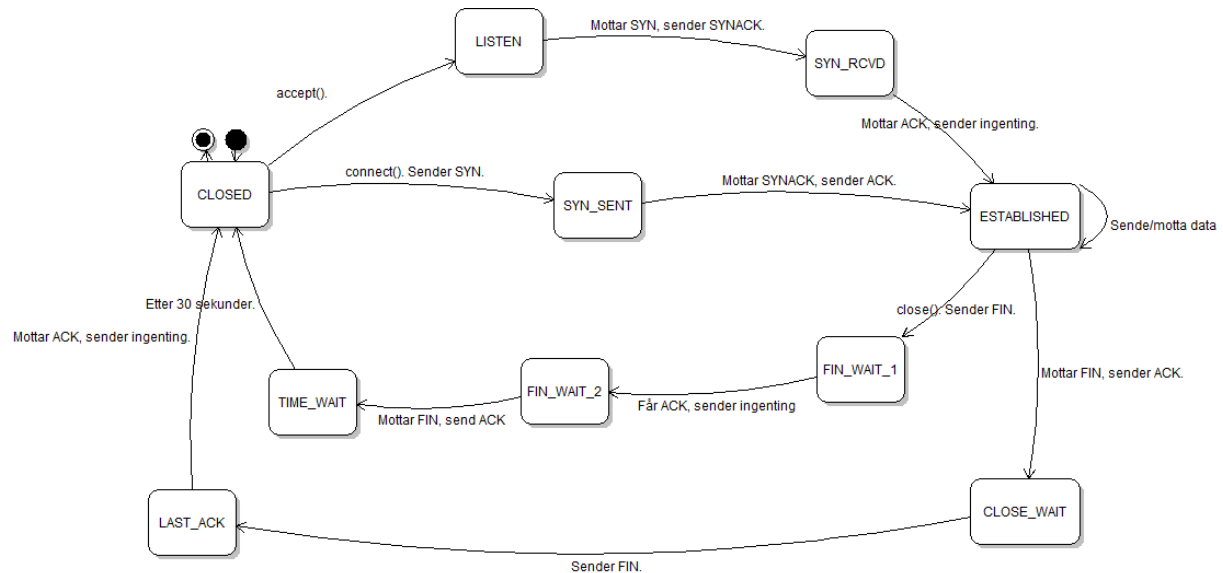 Mottar SYN, sender SYNACK.
LISTEN
SYN_RCVD
accept().
Mottar ACK, sender ingenting.
connect(). Sender SYN.
Mottar SYNACK, sender ACK.
CLOSED
SYN_SENT
ESTABLISHED
Sende/motta data
Etter 30 sekunder.
close(). Sender FIN.
Mottar ACK, sender ingenting.
FIN_WAIT_1
Mottar FIN, sender ACK.
FIN_WAIT_2
TIME_WAIT
Får ACK, sender ingenting
Mottar FIN, send ACK
CLOSE_WAIT
LAST_ACK
Sender FIN.